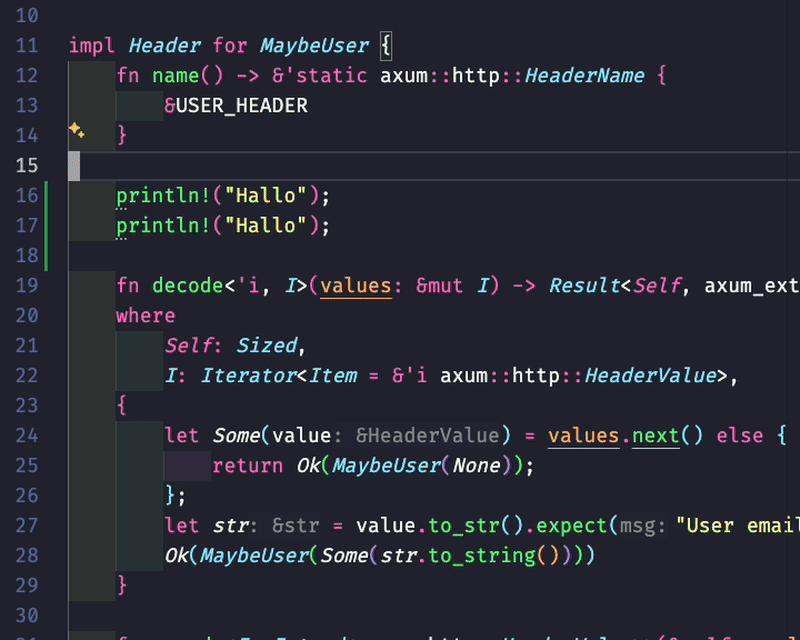 10
11 impl Header for MaybeUser {
12 fn name() -> &'static axum::http::HeaderName {
13 &USER_HEADER
14 }
15
16 println!("Hallo");
17 println!("Hallo");
18
19 fn decode<'i, I>(values: &mut I) -> Result<Self, axum_ext
20 where
21 Self: Sized,
22 I: Iterator<Item = &'i axum::http::HeaderValue>,
23 {
24 let Some(value: &HeaderValue) = values.next() else {
25 return Ok(MaybeUser(None));
26 };
27 let str: &str = value.to_str().expect(msg: "User email
28 Ok(MaybeUser(Some(str.to_string())))
29 }
30